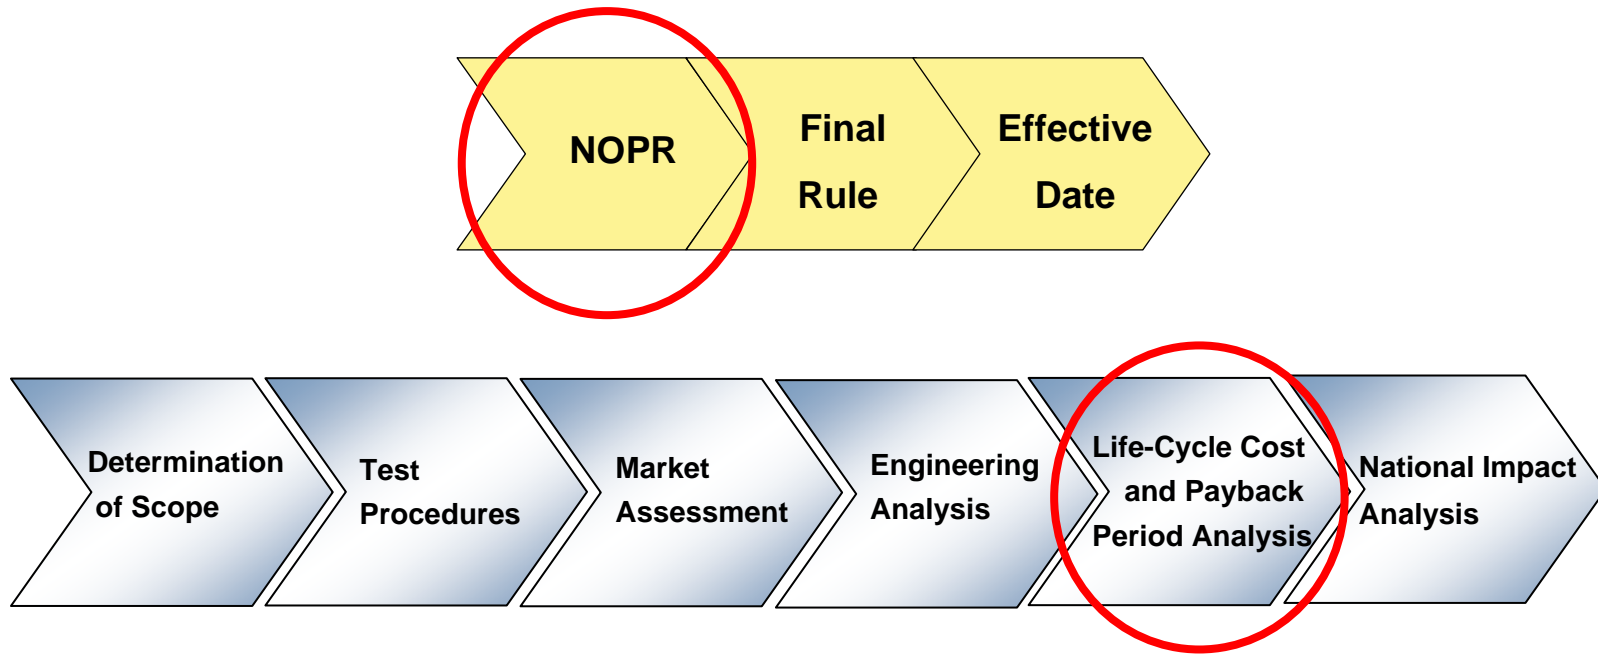 NOPR
Final
Rule
Effective
Date
Determination
of Scope
Test
Procedures
Market
Assessment
Engineering
Analysis
Life-Cycle Cost
and Payback
Period Analysis
National Impact
Analysis